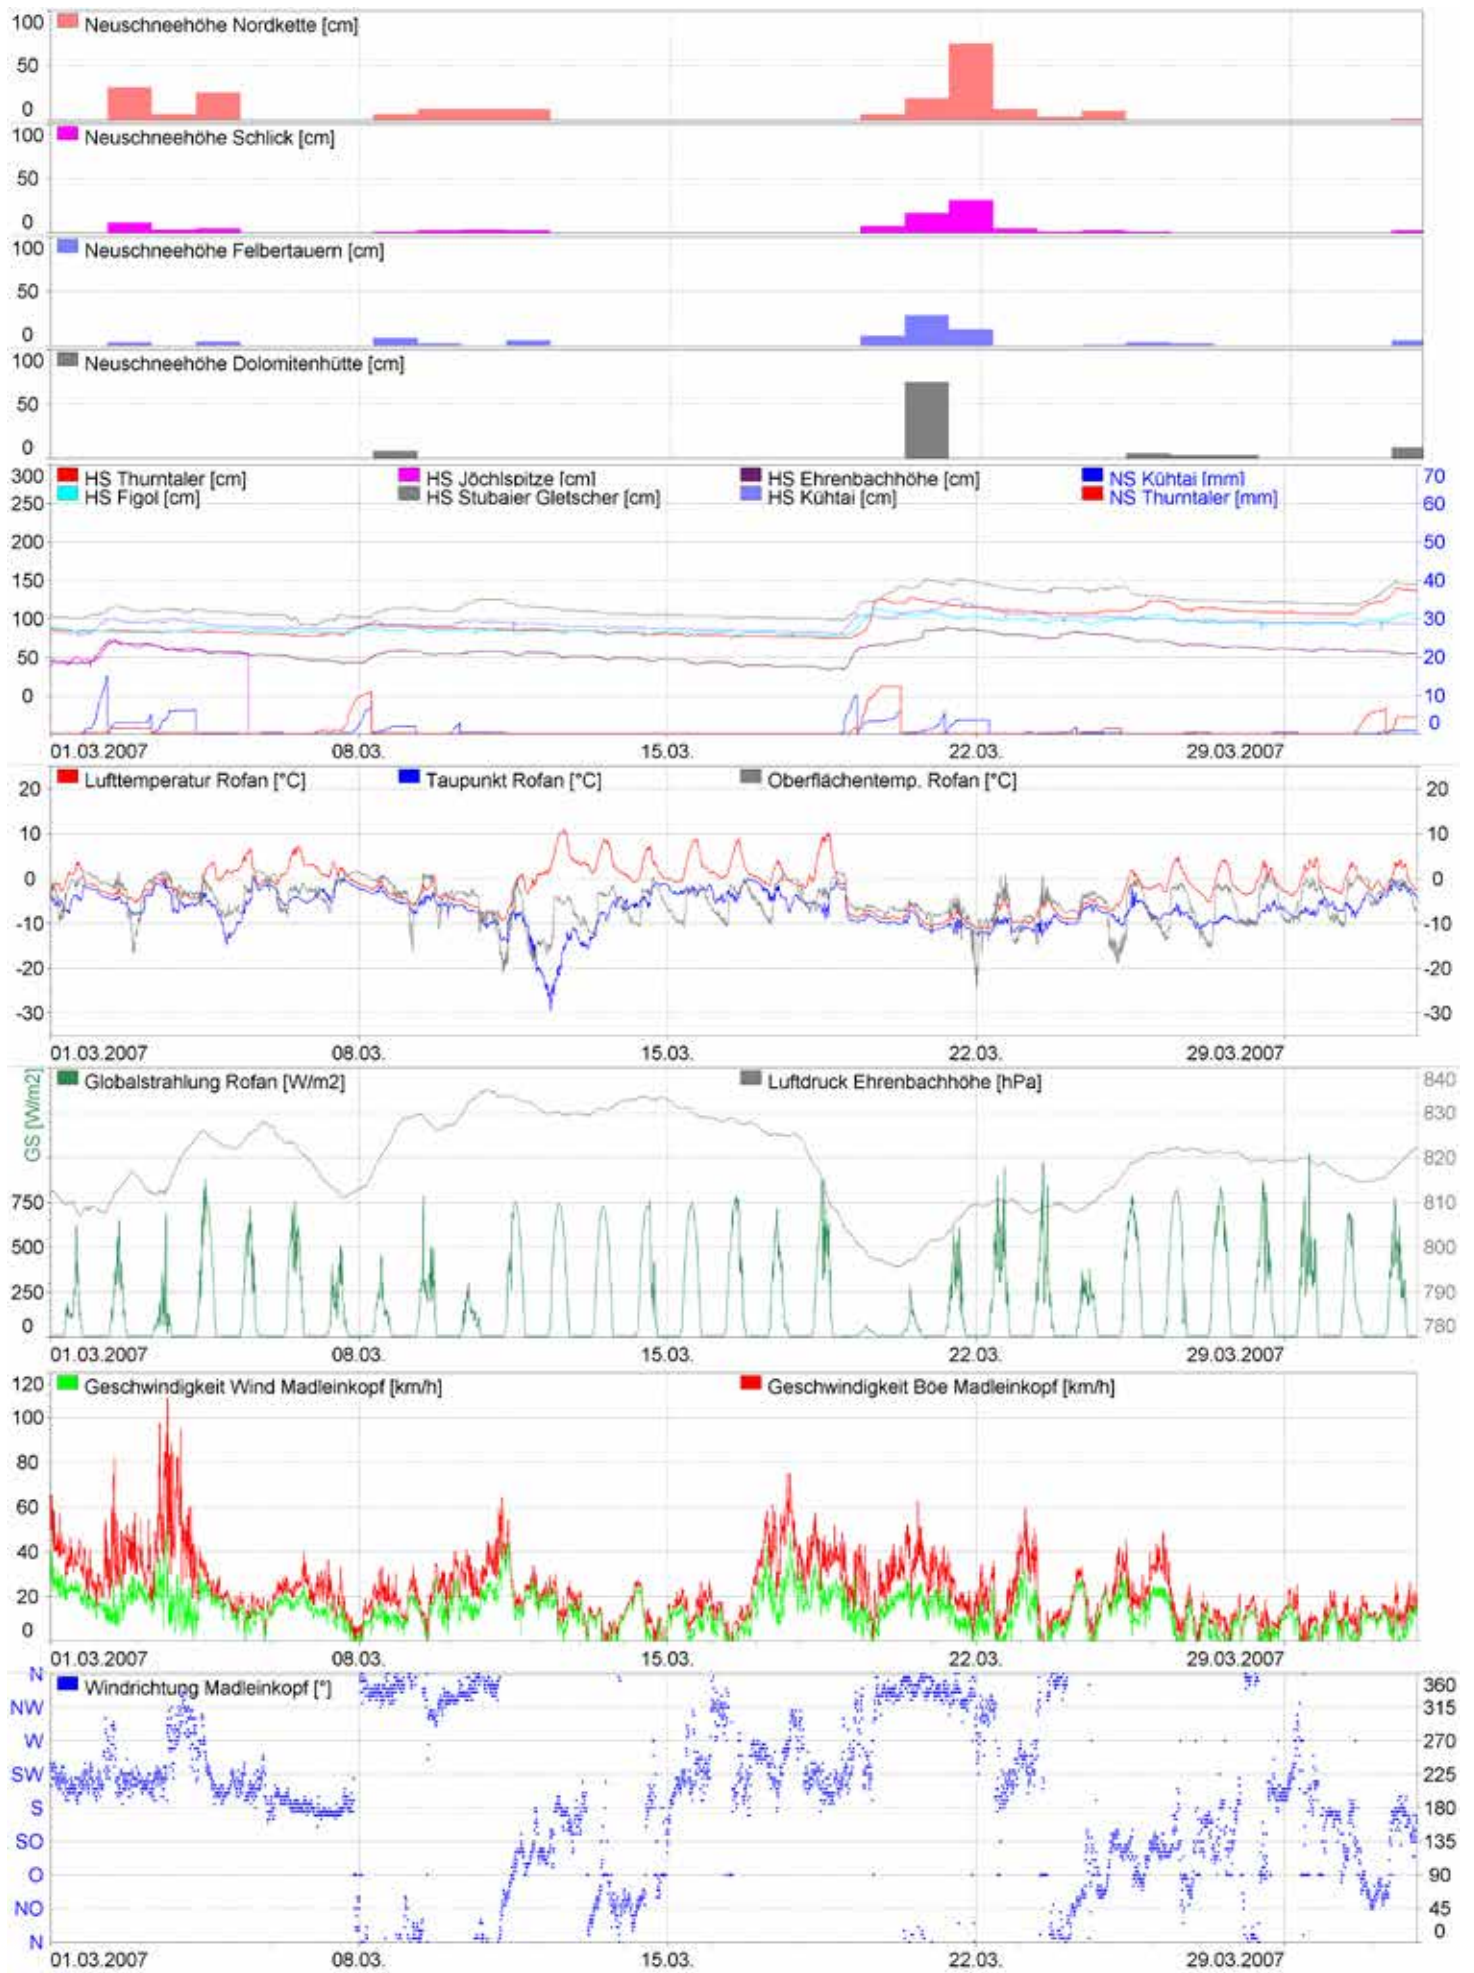 100
Neuschneehöhe Nordkette [cm]
50
0
100
Neuschneehöhe Schlick [cm]
50
0
100
Neuschneehöhe Felbertauern [cm]
50
0
100
Neuschneehöhe Dolomitenhütte [cm]
50
0
300 HS Thurntaler [cm] HS Jöchlspitze [cm] HS Ehrenbachhöhe [cm] NS Kühtai [mm] 70
HS Figol [cm] HS Stubaier Gletscher [cm] HS Kühtai [cm] NS Thurntaler [mm]
250 60
200 50
150 40
100 30
50 20
0 10
0
01.03.2007 08.03. 15.03. 22.03. 29.03.2007
Lufttemperatur Rofan [°C] Taupunkt Rofan [°C] Oberflächentemp. Rofan [°C]
20 20
10 10
0 0
-10 -10
-20 -20
-30 -30
01.03.2007 08.03. 15.03. 22.03. 29.03.2007
GS [W/m2]
Globalstrahlung Rofan [W/m2] Luftdruck Ehrenbachhöhe [hPa] 840
830
820
750 810
500 800
250 790
0 780
01.03.2007 08.03. 15.03. 22.03. 29.03.2007
120 Geschwindigkeit Wind Madleinkopf [km/h] Geschwindigkeit Böe Madleinkopf [km/h]
100
80
60
40
20
0
01.03.2007 08.03. 15.03. 22.03. 29.03.2007
N Windrichtung Madleinkopf [°] 360
NW 315
W 270
SW 225
S 180
SO 135
O 90
NO 45
N 0
01.03.2007 08.03. 15.03. 22.03. 29.03.2007